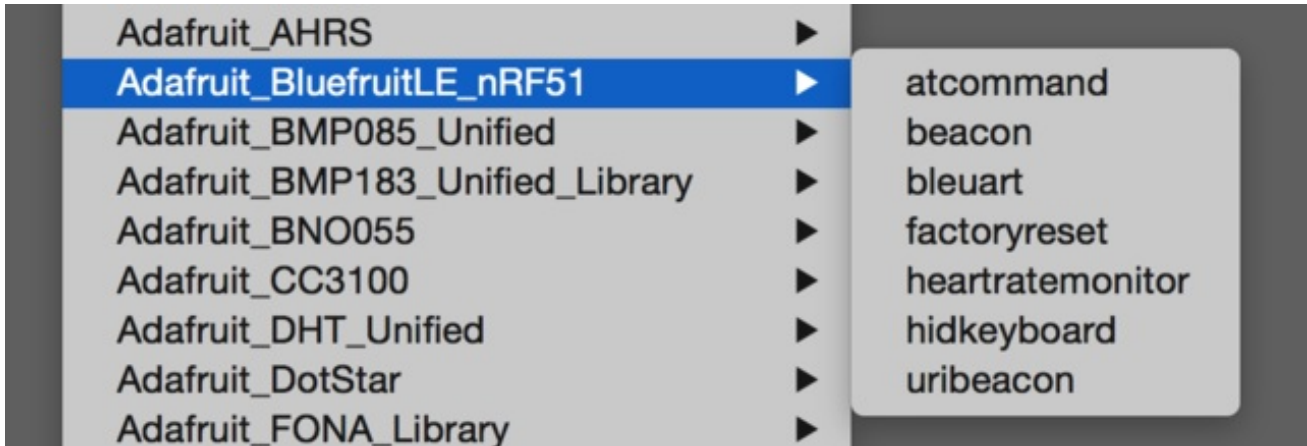 Adafruit_AHRS
Adafruit_BluefruitLE_nRF51
Adafruit_BMP085_Unified
Adafruit_BMP183_Unified_Library
Adafruit_BNO055
Adafruit_CC3100
Adafruit_DHT_Unified
Adafruit_DotStar
Adafruit_FONA_Library
atcommand
beacon
bleuart
factoryreset
heartratemonitor
hidkeyboard
uribeacon